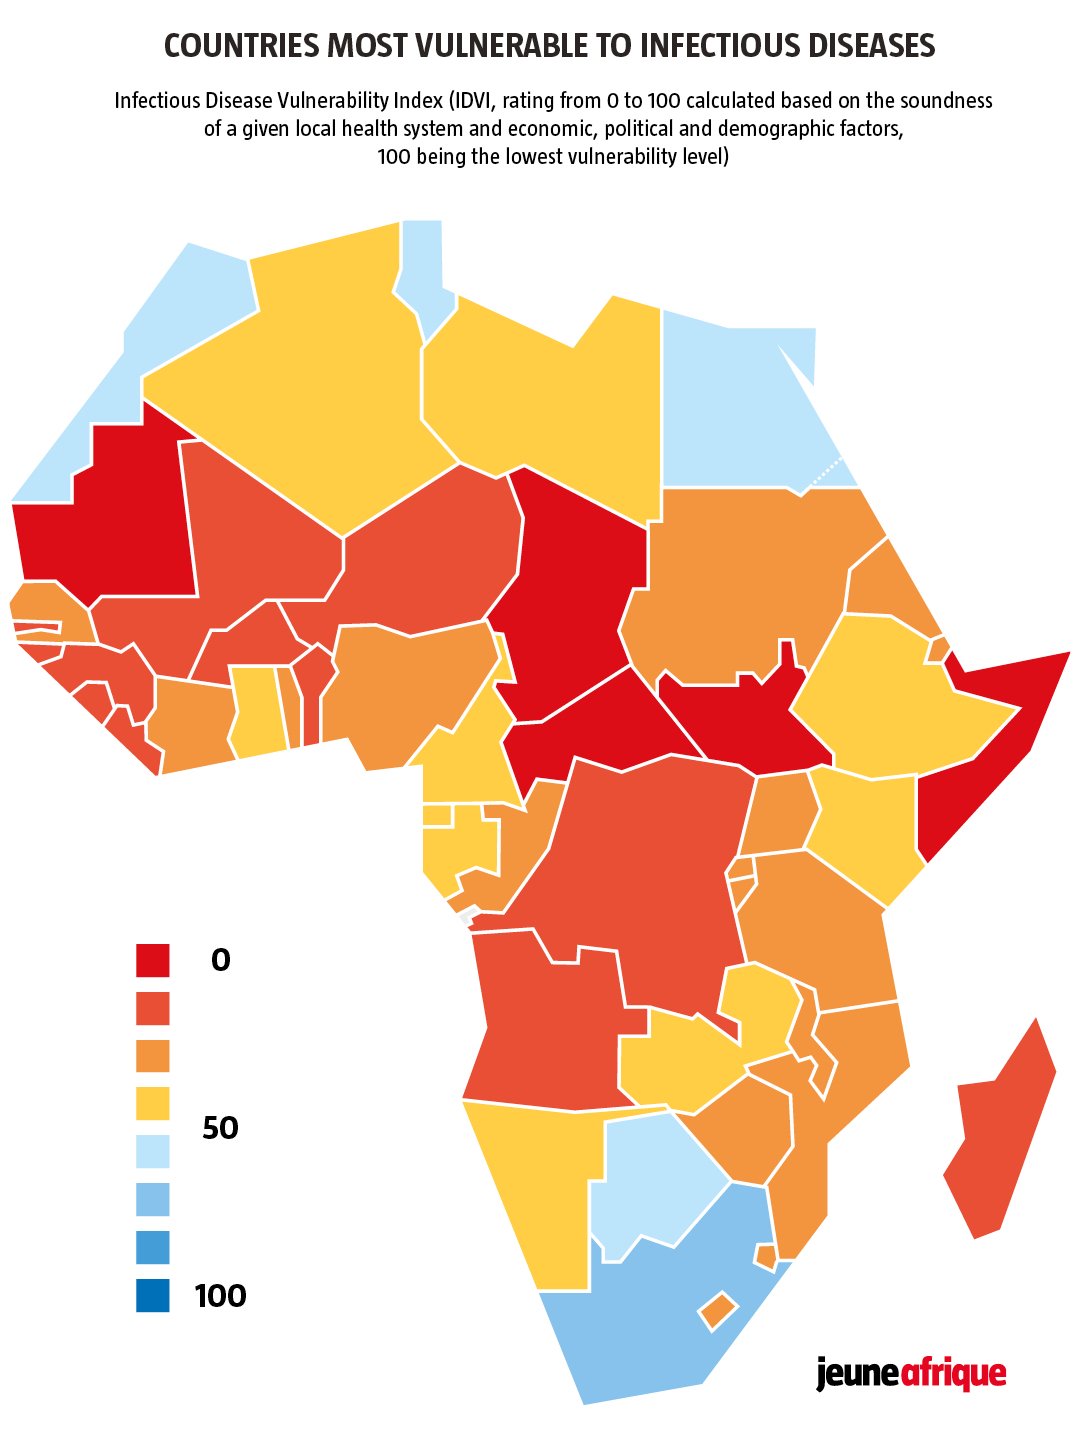 COUNTRIES MOST VULNERABLE TO INFECTIOUS DISEASES
Infectious Disease Vulnerability Index (IDVI, rating from 0 to 100 calculated based on the soundness
of a given local health system and economic, political and demographic factors,
100 being the lowest vulnerability level)
0
50
100
jeuneafrique